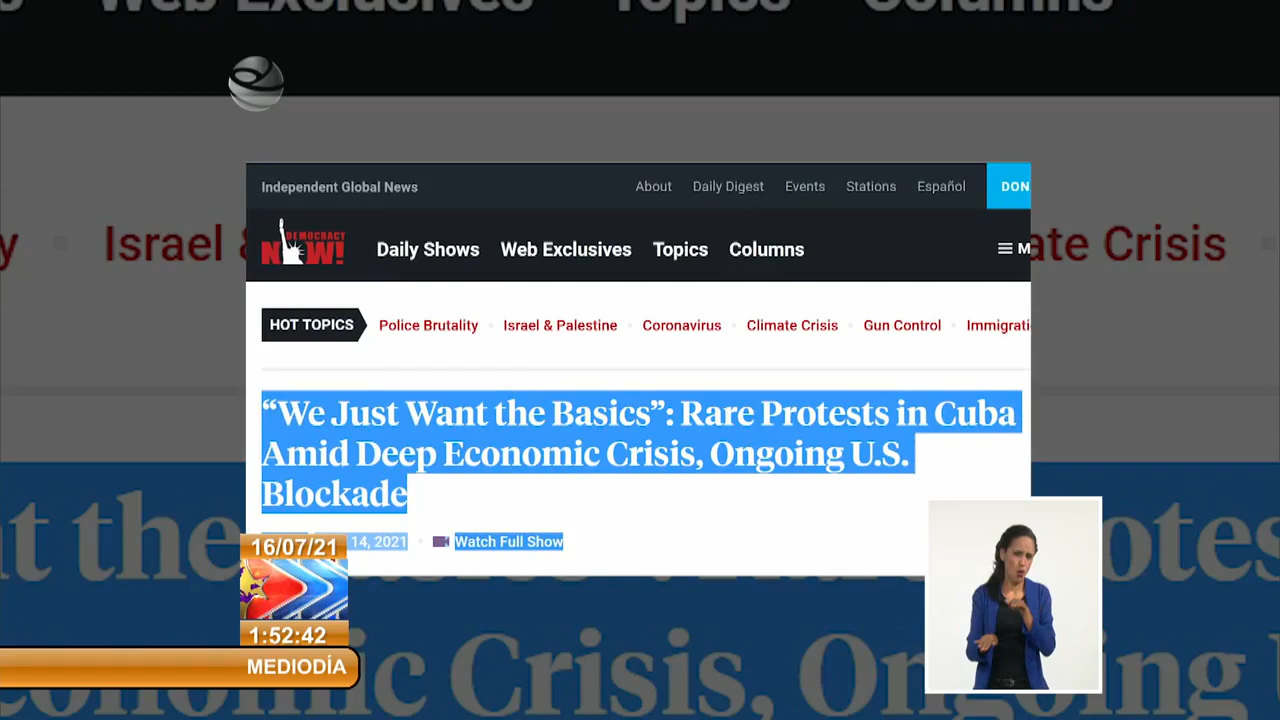 Web Exclusives Topics Columns
Independent Global News About Daily Digest Events Stations Español DON
DEMOCRACY NOW! Daily Shows Web Exclusives Topics Columns M
y Israel & ate Crisis
HOT TOPICS Police Brutality Israel & Palestine Coronavirus Climate Crisis Gun Control Immigrati
“We Just Want the Basics”: Rare Protests in Cuba
Amid Deep Economic Crisis, Ongoing U.S.
Blockade
14, 2021 Watch Full Show
16/07/21
1:52:42
MEDIODÍA
nt the otes
conomic Crisis, Ongoing U